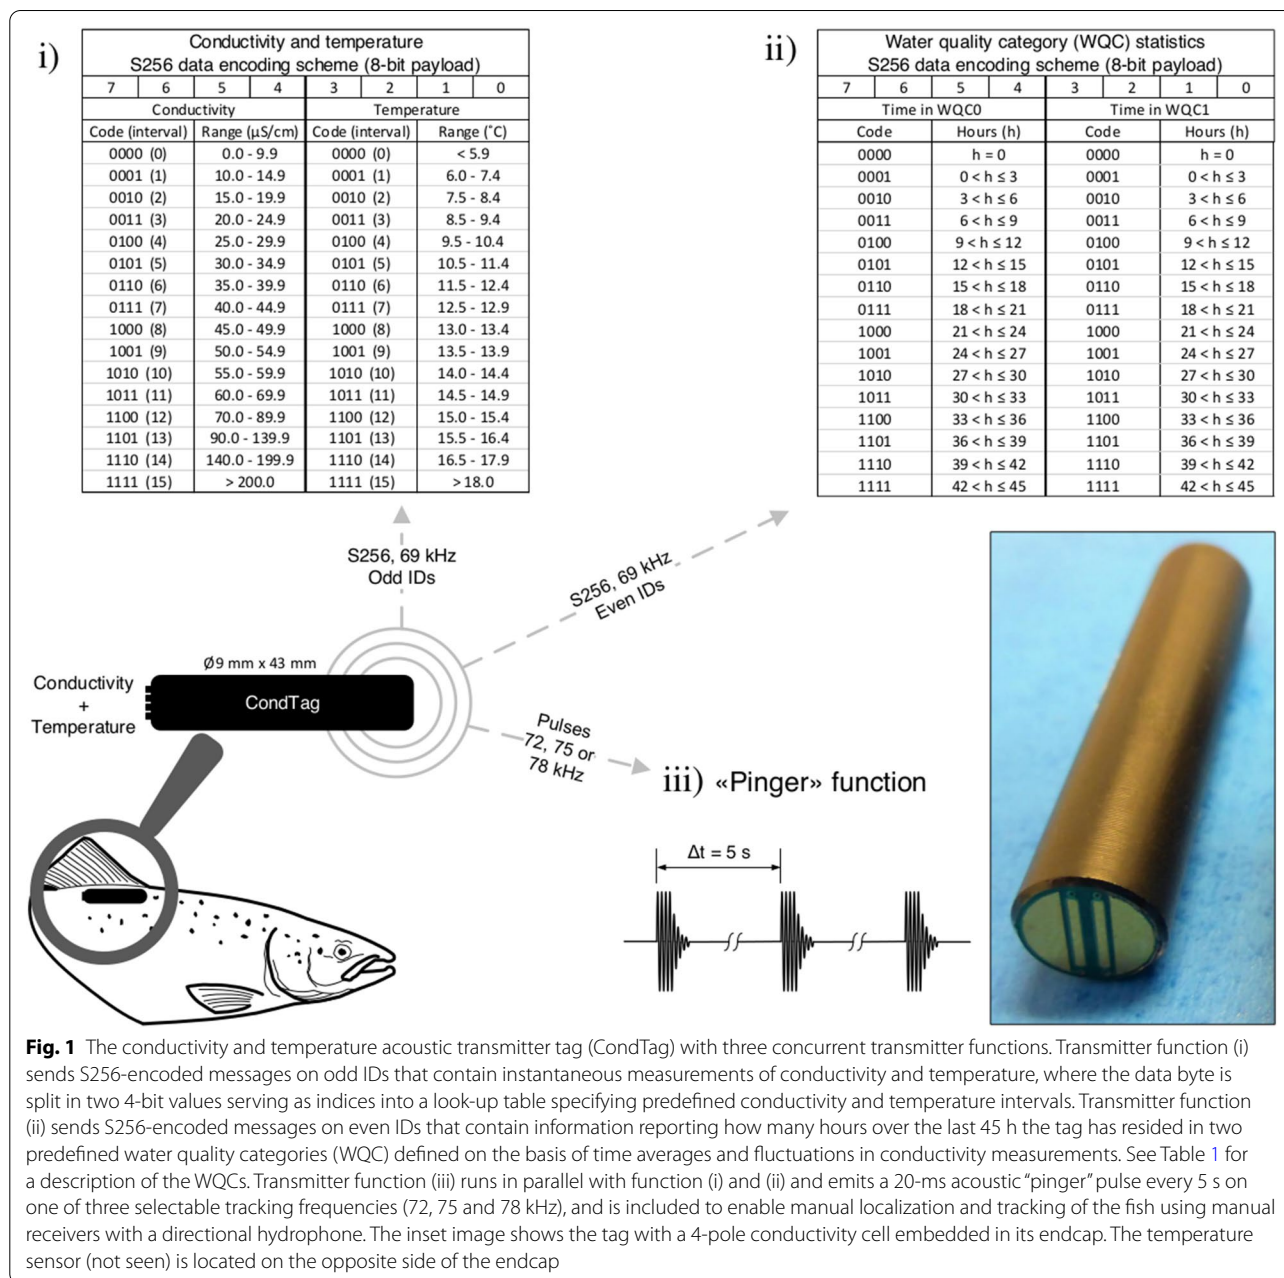 i)
Conductivity and temperature
S256 data encoding scheme (8-bit payload)
7 6 5 4 3 2 1 0
Conductivity Temperature
Code (interval) Range (µS/cm) Code (interval) Range (˚C)
0000 (0) 0.0 - 9.9 0000 (0) < 5.9
0001 (1) 10.0 - 14.9 0001 (1) 6.0 - 7.4
0010 (2) 15.0 - 19.9 0010 (2) 7.5 - 8.4
0011 (3) 20.0 - 24.9 0011 (3) 8.5 - 9.4
0100 (4) 25.0 - 29.9 0100 (4) 9.5 - 10.4
0101 (5) 30.0 - 34.9 0101 (5) 10.5 - 11.4
0110 (6) 35.0 - 39.9 0110 (6) 11.5 - 12.4
0111 (7) 40.0 - 44.9 0111 (7) 12.5 - 12.9
1000 (8) 45.0 - 49.9 1000 (8) 13.0 - 13.4
1001 (9) 50.0 - 54.9 1001 (9) 13.5 - 13.9
1010 (10) 55.0 - 59.9 1010 (10) 14.0 - 14.4
1011 (11) 60.0 - 69.9 1011 (11) 14.5 - 14.9
1100 (12) 70.0 - 89.9 1100 (12) 15.0 - 15.4
1101 (13) 90.0 - 139.9 1101 (13) 15.5 - 16.4
1110 (14) 140.0 - 199.9 1110 (14) 16.5 - 17.9
1111 (15) > 200.0 1111 (15) > 18.0
ii)
Water quality category (WQC) statistics
S256 data encoding scheme (8-bit payload)
7 6 5 4 3 2 1 0
Time in WQC0 Time in WQC1
Code Hours (h) Code Hours (h)
0000 h = 0 0000 h = 0
0001 0 < h ≤ 3 0001 0 < h ≤ 3
0010 3 < h ≤ 6 0010 3 < h ≤ 6
0011 6 < h ≤ 9 0011 6 < h ≤ 9
0100 9 < h ≤ 12 0100 9 < h ≤ 12
0101 12 < h ≤ 15 0101 12 < h ≤ 15
0110 15 < h ≤ 18 0110 15 < h ≤ 18
0111 18 < h ≤ 21 0111 18 < h ≤ 21
1000 21 < h ≤ 24 1000 21 < h ≤ 24
1001 24 < h ≤ 27 1001 24 < h ≤ 27
1010 27 < h ≤ 30 1010 27 < h ≤ 30
1011 30 < h ≤ 33 1011 30 < h ≤ 33
1100 33 < h ≤ 36 1100 33 < h ≤ 36
1101 36 < h ≤ 39 1101 36 < h ≤ 39
1110 39 < h ≤ 42 1110 39 < h ≤ 42
1111 42 < h ≤ 45 1111 42 < h ≤ 45
S256, 69 kHz
Odd IDs
S256, 69 kHz
Even IDs
Ø9 mm x 43 mm
Conductivity
+
Temperature
CondTag
Pulses
72, 75 or
78 kHz
iii) «Pinger» function
Δt = 5 s
Fig. 1 The conductivity and temperature acoustic transmitter tag (CondTag) with three concurrent transmitter functions. Transmitter function (i)
sends S256-encoded messages on odd IDs that contain instantaneous measurements of conductivity and temperature, where the data byte is
split in two 4-bit values serving as indices into a look-up table specifying predefined conductivity and temperature intervals. Transmitter function
(ii) sends S256-encoded messages on even IDs that contain information reporting how many hours over the last 45 h the tag has resided in two
predefined water quality categories (WQC) defined on the basis of time averages and fluctuations in conductivity measurements. See Table 1 for
a description of the WQCs. Transmitter function (iii) runs in parallel with function (i) and (ii) and emits a 20-ms acoustic “pinger” pulse every 5 s on
one of three selectable tracking frequencies (72, 75 and 78 kHz), and is included to enable manual localization and tracking of the fish using manual
receivers with a directional hydrophone. The inset image shows the tag with a 4-pole conductivity cell embedded in its endcap. The temperature
sensor (not seen) is located on the opposite side of the endcap